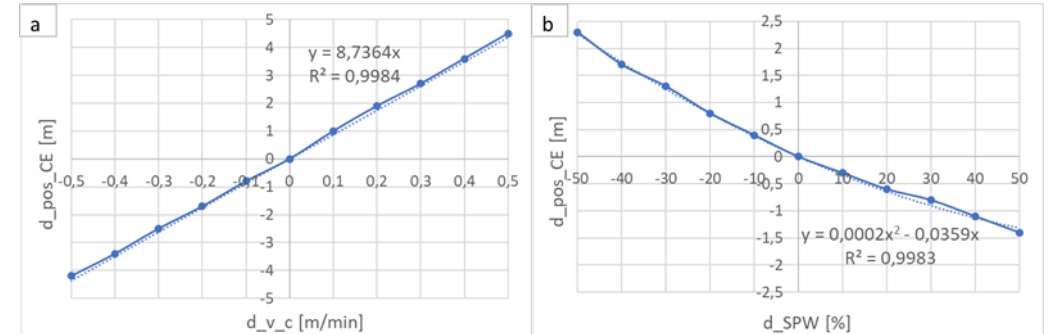 a
5
4
3
2
1
0
-1
-2
-3
-4
-5
-0,5 -0,4 -0,3 -0,2 -0,1 0 0,1 0,2 0,3 0,4 0,5
y = 8,7364x
R² = 0,9984
d_pos_CE [m]
d_v_c [m/min]
b
2,5
2
1,5
1
0,5
0
-0,5
-1
-1,5
-2
-2,5
-50 -40 -30 -20 -10 0 10 20 30 40 50
y = 0,0002x² - 0,0359x
R² = 0,9983
d_pos_CE [m]
d_SPW [%]